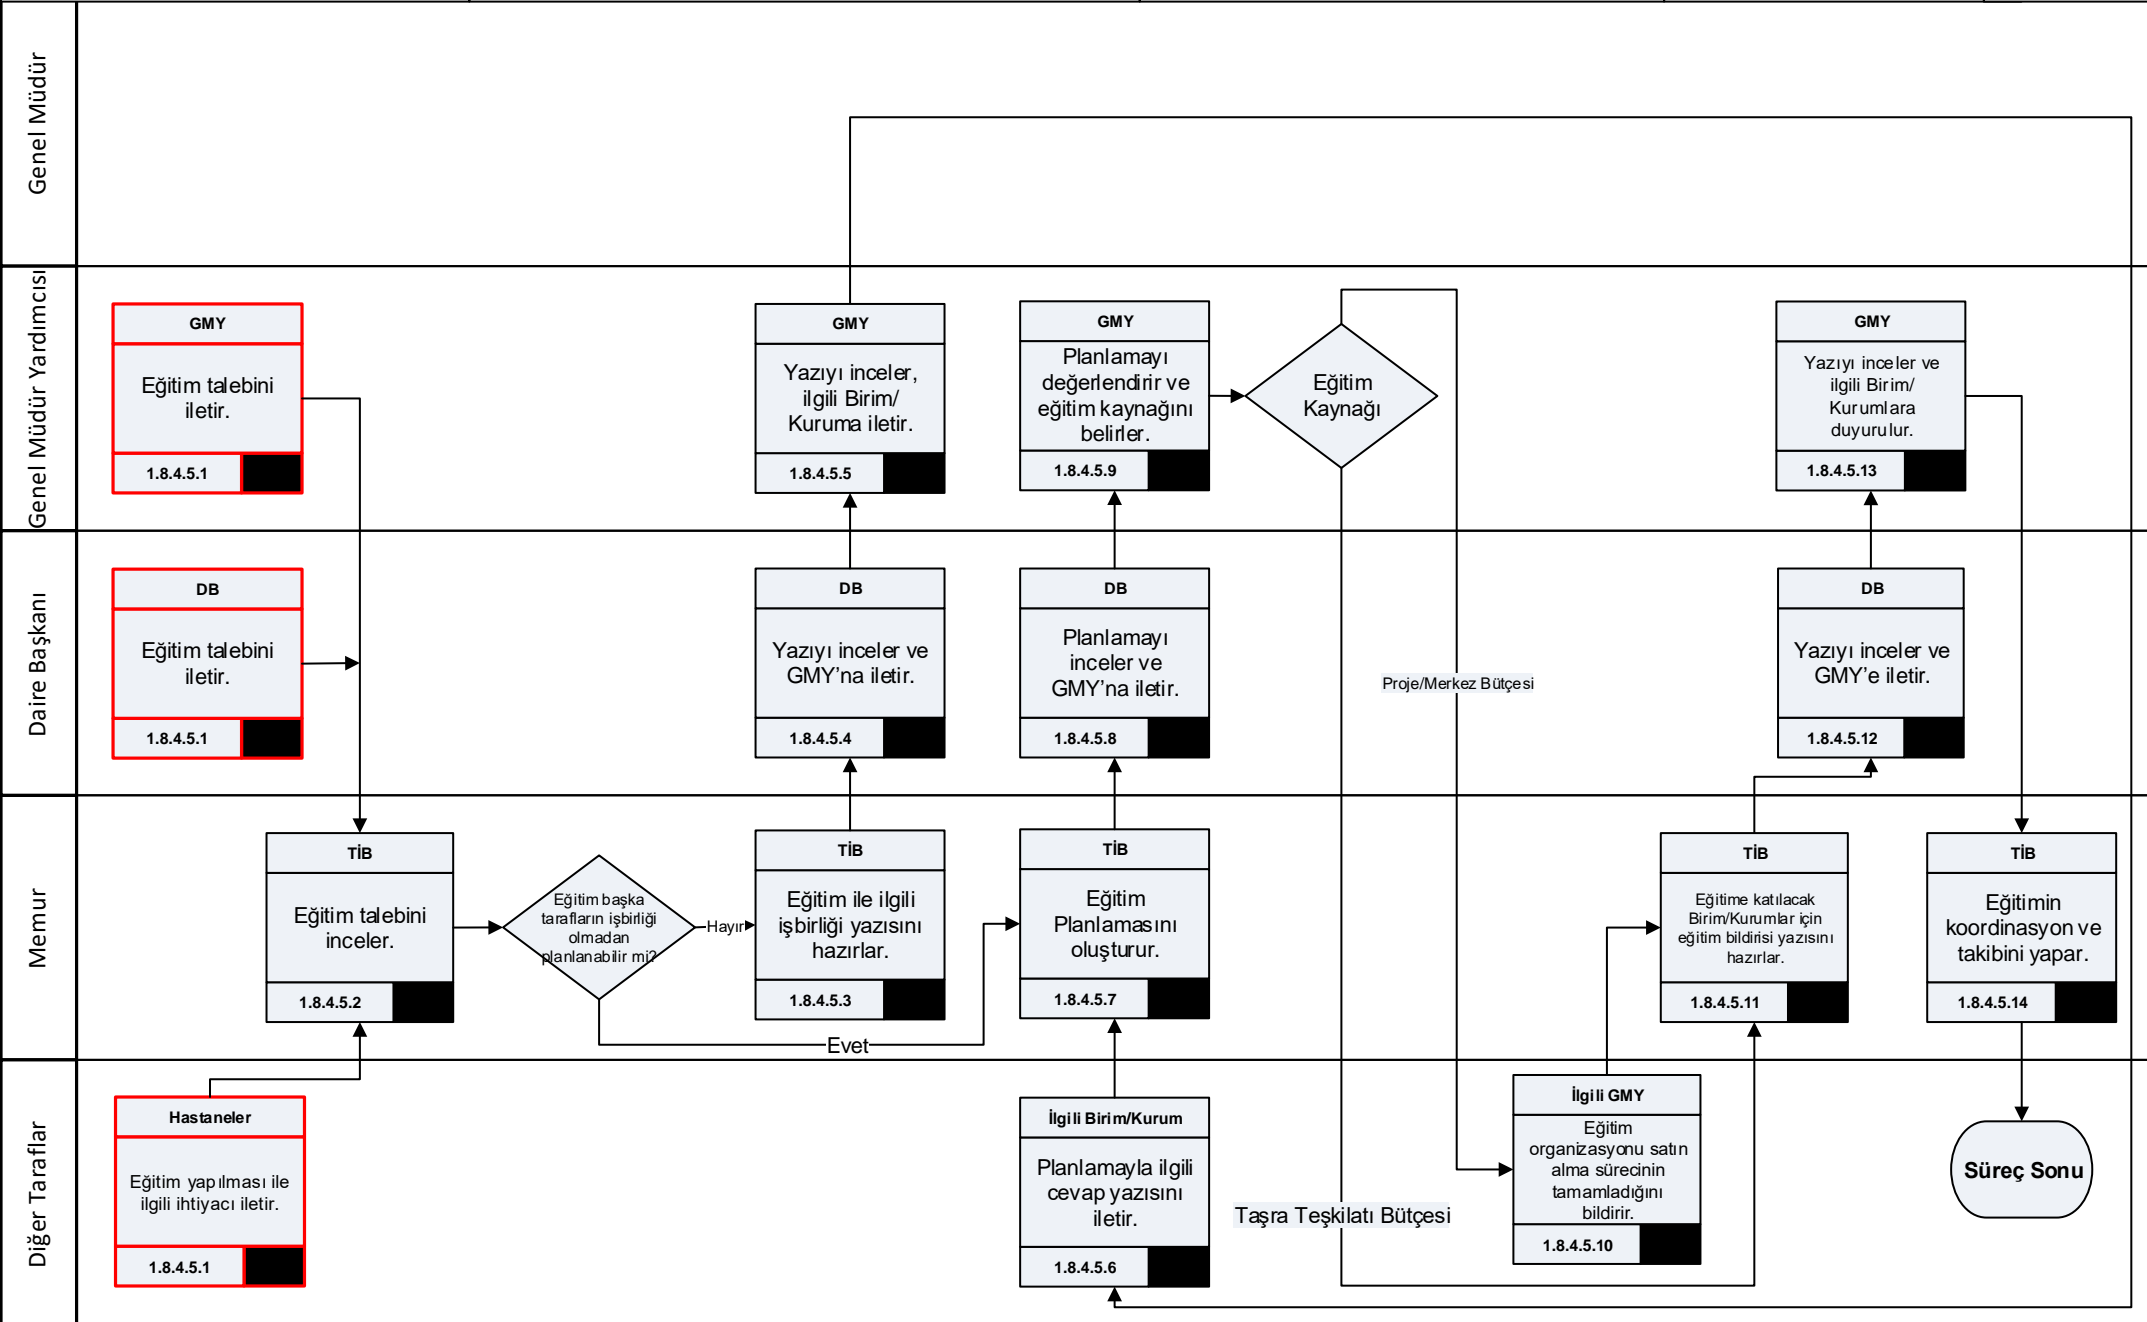 Genel Müdür
Genel Müdür Yardımcısı
GMY
Eğitim talebini
iletir.
1.8.4.5.1
GMY
Yazıyı inceler,
ilgili Birim/
Kuruma iletir.
1.8.4.5.5
GMY
Planlamayı
değerlendirir ve
eğitim kaynağını
belirler.
1.8.4.5.9
Eğitim
Kaynağı
GMY
Yazıyı inceler ve
ilgili Birim/
Kurumlara
duyurulur.
1.8.4.5.13
Daire Başkanı
DB
Eğitim talebini
iletir.
1.8.4.5.1
DB
Yazıyı inceler ve
GMY’na iletir.
1.8.4.5.4
DB
Planlamayı
inceler ve
GMY’na iletir.
1.8.4.5.8
Proje/Merkez Bütçesi
DB
Yazıyı inceler ve
GMY’e iletir.
1.8.4.5.12
Memur
TİB
Eğitim talebini
inceler.
1.8.4.5.2
Eğitim başka
tarafların işbirliği
olmadan
planlanabilir mi?
Hayır
TİB
Eğitim ile ilgili
işbirliği yazısını
hazırlar.
1.8.4.5.3
Evet
TİB
Eğitim
Planlamasını
oluşturur.
1.8.4.5.7
TİB
Eğitime katılacak
Birim/Kurumlar için
eğitim bildirisi yazısını
hazırlar.
1.8.4.5.11
TİB
Eğitimin
koordinasyon ve
takibini yapar.
1.8.4.5.14
Diğer Taraflar
Hastaneler
Eğitim yapılması ile
ilgili ihtiyacı iletir.
1.8.4.5.1
İlgili Birim/Kurum
Planlamayla ilgili
cevap yazısını
iletir.
1.8.4.5.6
Taşra Teşkilatı Bütçesi
İlgili GMY
Eğitim
organizasyonu satın
alma sürecinin
tamamladığını
bildirir.
1.8.4.5.10
Süreç Sonu